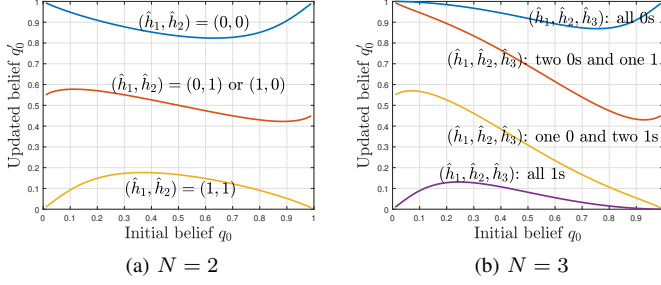 1
0.9
0.8
0.7
0.6
0.5
0.4
0.3
0.2
0.1
0
Updated belief q̂′₀
(ĥ₁, ĥ₂) = (0, 0)
(ĥ₁, ĥ₂) = (0, 1) or (1, 0)
(ĥ₁, ĥ₂) = (1, 1)
0 0.1 0.2 0.3 0.4 0.5 0.6 0.7 0.8 0.9 1
Initial belief q₀
(a) N = 2
1
0.9
0.8
0.7
0.6
0.5
0.4
0.3
0.2
0.1
0
Updated belief q̂′₀
(ĥ₁, ĥ₂, ĥ₃): all 0s
(ĥ₁, ĥ₂, ĥ₃): two 0s and one 1
(ĥ₁, ĥ₂, ĥ₃): one 0 and two 1s
(ĥ₁, ĥ₂, ĥ₃): all 1s
0 0.1 0.2 0.3 0.4 0.5 0.6 0.7 0.8 0.9
Initial belief q₀
(b) N = 3